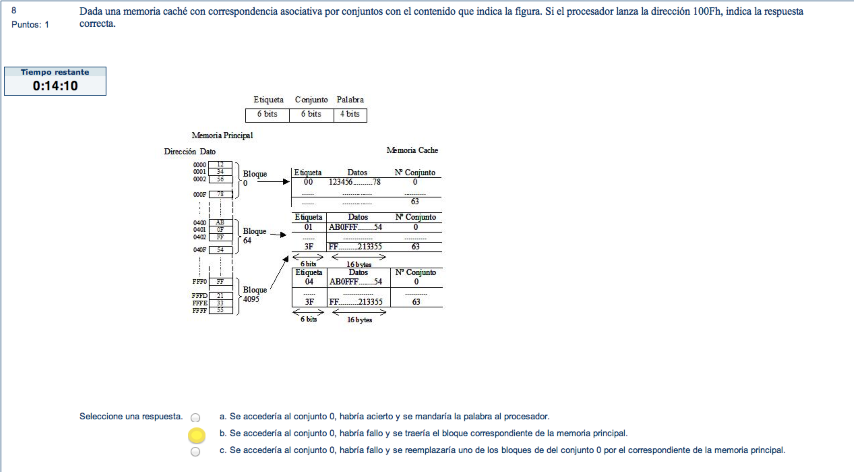 8
Puntos: 1
Dada una memoria caché con correspondencia asociativa por conjuntos con el contenido que indica la figura. Si el procesador lanza la dirección 100Fh, indica la respuesta
correcta.
Tiempo restante
0:14:10
Etiqueta Conjunto Palabra
6 bits 6 bits 4 bits
Memoria Principal
Dirección Dato
Memoria Cache
0000 12
0001 34
0002 56
000F 78
Bloque
0
Etiqueta Datos Nº Conjunto
00 123456..........78 0
...... ............... ..........
...... ............... 63
0400 AB
0401 0F
0402 FF
040F 54
Bloque
64
Etiqueta Datos Nº Conjunto
01 AB0FFF........54 0
...... ............... ..........
3F FF..........213355 63
6 bits 16 bytes
FFF0 FF
FFFD 21
FFFE 33
FFFF 55
Bloque
4095
Etiqueta Datos Nº Conjunto
04 AB0FFF........54 0
...... ............... ..........
3F FF..........213355 63
6 bits 16 bytes
Seleccione una respuesta.
a. Se accedería al conjunto 0, habría acierto y se mandaría la palabra al procesador.
b. Se accedería al conjunto 0, habría fallo y se traería el bloque correspondiente de la memoria principal.
c. Se accedería al conjunto 0, habría fallo y se reemplazaría uno de los bloques de del conjunto 0 por el correspondiente de la memoria principal.